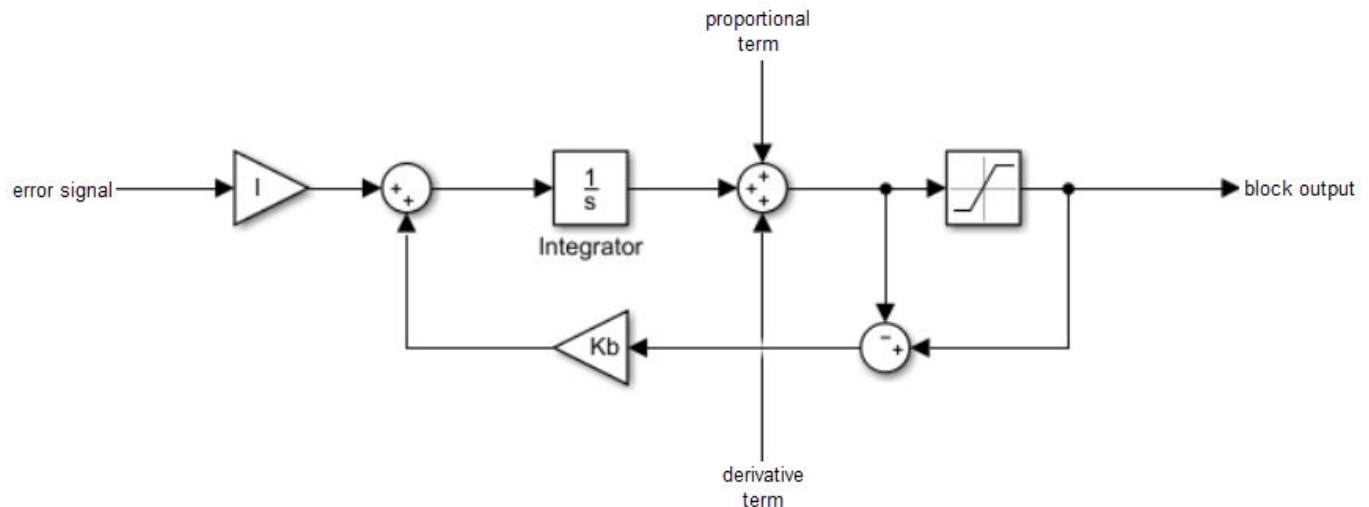 proportional
term
error signal
I
+
+
1
s
Integrator
+
+
+
block output
Kb
-
+
derivative
term